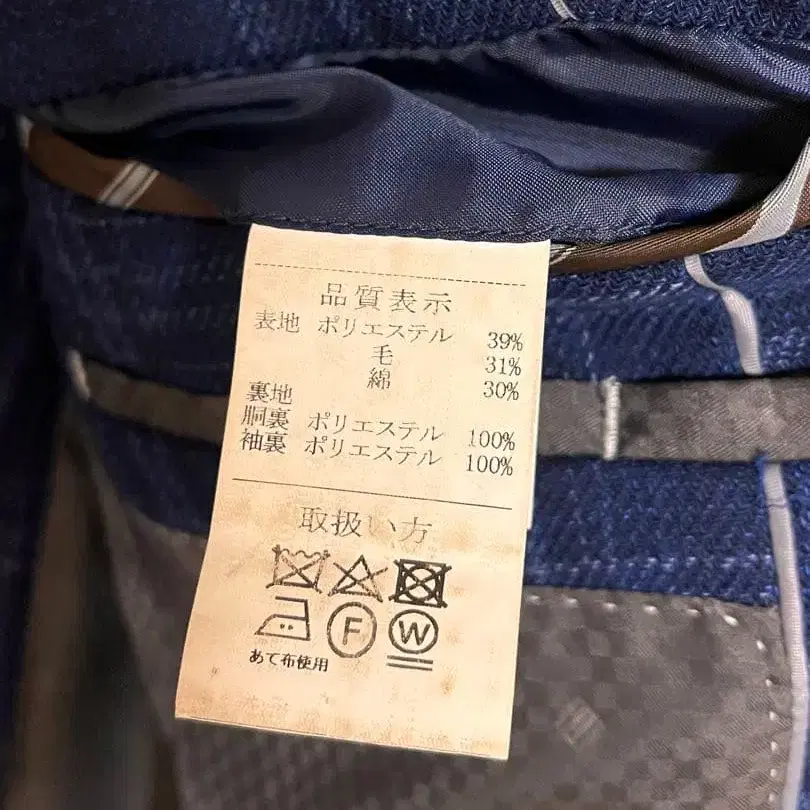 品質表示
表地 ポリエステル 39%
毛 31%
綿 30%
裏地
胴裏 ポリエステル 100%
袖裏 ポリエステル 100%
取扱い方
F W
あて布使用